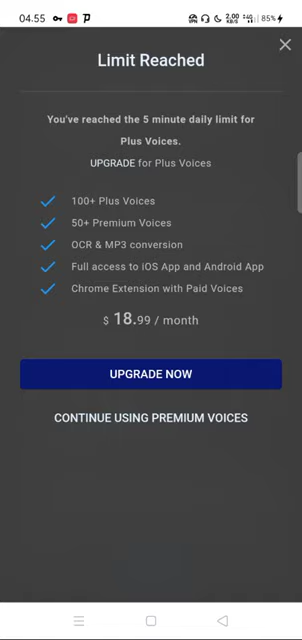 04.55
2,00 KB/S
85%
Limit Reached
You've reached the 5 minute daily limit for
Plus Voices.
UPGRADE for Plus Voices
100+ Plus Voices
50+ Premium Voices
OCR & MP3 conversion
Full access to iOS App and Android App
Chrome Extension with Paid Voices
$ 18.99 / month
UPGRADE NOW
CONTINUE USING PREMIUM VOICES